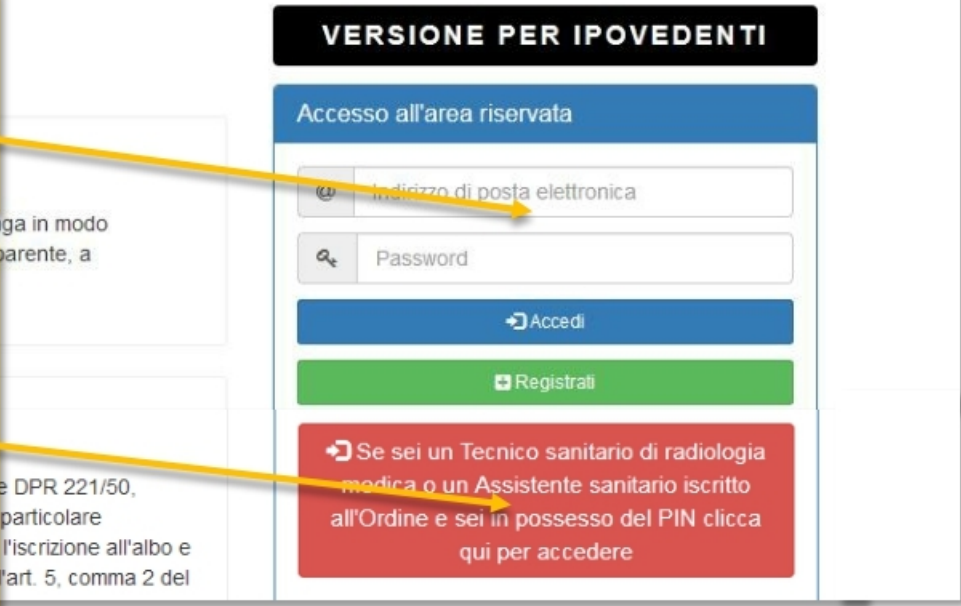 VERSIONE PER IPOVEDENTI
Accesso all'area riservata
@ Indirizzo di posta elettronica
Password
Accedi
Registrati
Se sei un Tecnico sanitario di radiologia
medica o un Assistente sanitario iscritto
all'Ordine e sei in possesso del PIN clicca
qui per accedere
in modo
a
DPR 221/50,
particolare
l'iscrizione all'albo e
art. 5, comma 2 del